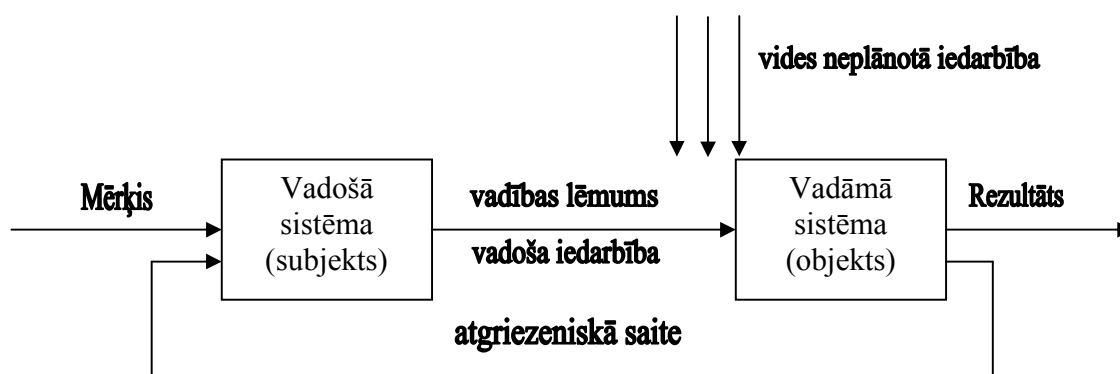 vides neplānotā iedarbība
Mērķis
Vadošā
sistēma
(subjekts)
vadības lēmums
vadoša iedarbība
Vadāmā
sistēma
(objekts)
Rezultāts
atgriezeniskā saite